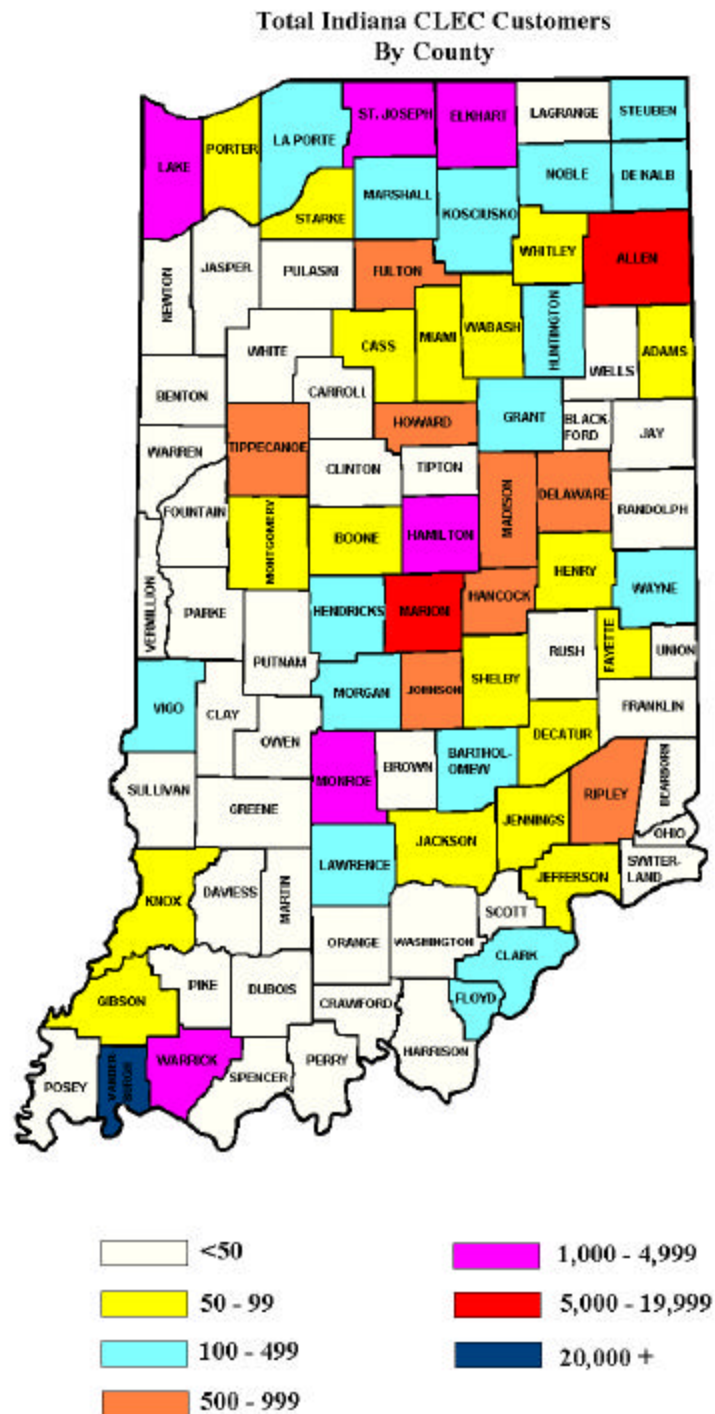 Total Indiana CLEC Customers
By County
LAKE
PORTER
LA PORTE
ST. JOSEPH
ELKHART
LAGRANGE
STEUBEN
NOBLE
DE KALB
MARSHALL
KOSCIUSKO
STARKE
WHITLEY
ALLEN
NEWTON
JASPER
PULASKI
FULTON
WHITE
CASS
MIAMI
WABASH
HUNTINGTON
WELLS
ADAMS
BENTON
CARROLL
WARREN
TIPPECANOE
HOWARD
GRANT
BLACK-
FORD
JAY
CLINTON
TIPTON
FOUNTAIN
MONTGOMERY
BOONE
HAMILTON
MADISON
DELAWARE
RANDOLPH
VERMILLION
PARKE
PUTNAM
HENDRICKS
MARION
HANCOCK
HENRY
WAYNE
RUSH
FAYETTE
UNION
VIGO
CLAY
OWEN
MORGAN
JOHNSON
SHELBY
DECATUR
FRANKLIN
SULLIVAN
GREENE
MONROE
BROWN
BARTHOL-
OMEW
JENNINGS
RIPLEY
DEARBORN
OHIO
SWITER-
LAND
KNOX
DAVIESS
MARTIN
LAWRENCE
JACKSON
JEFFERSON
SCOTT
ORANGE
WASHINGTON
CLARK
FLOYD
GIBSON
PIKE
DUBOIS
CRAWFORD
HARRISON
POSEY
VANDER-
BURGH
WARRICK
SPENCER
PERRY
<50
50 - 99
100 - 499
500 - 999
1,000 - 4,999
5,000 - 19,999
20,000 +